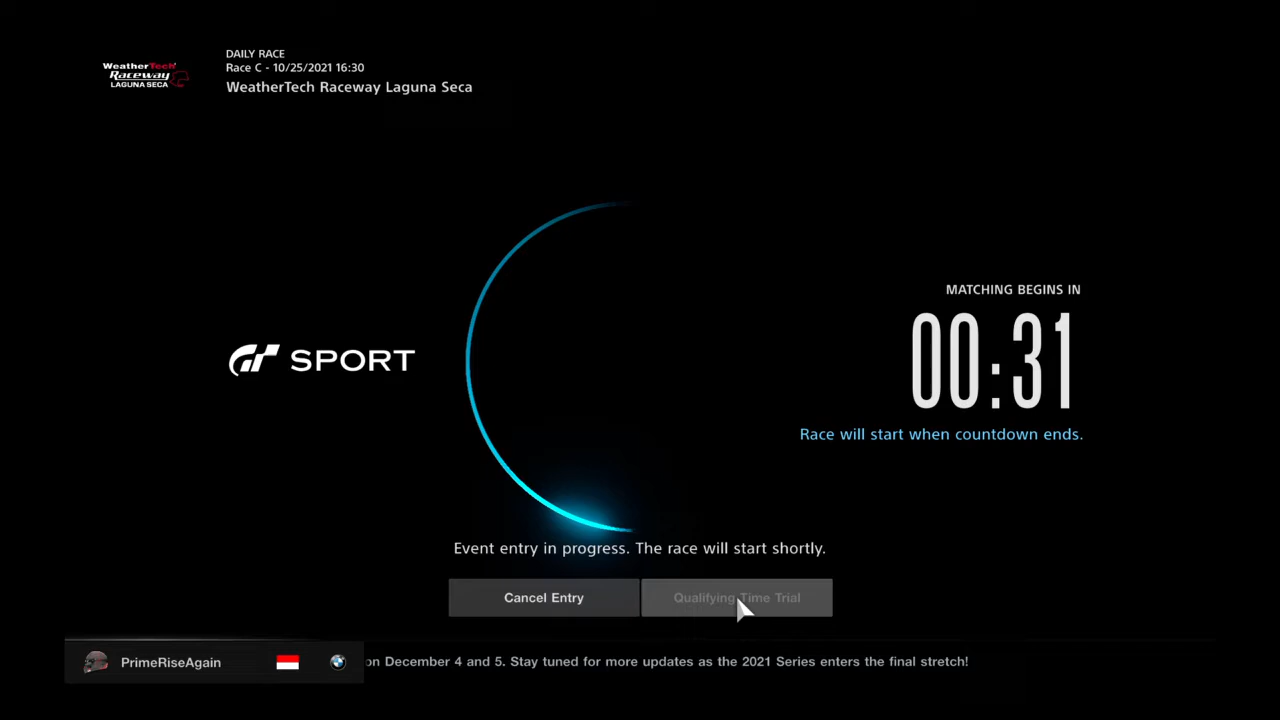 WeatherTech
Raceway
LAGUNA SECA
DAILY RACE
Race C - 10/25/2021 16:30
WeatherTech Raceway Laguna Seca
GT SPORT
MATCHING BEGINS IN
00:31
Race will start when countdown ends.
Event entry in progress. The race will start shortly.
Cancel Entry
Qualifying Time Trial
PrimeRiseAgain
on December 4 and 5. Stay tuned for more updates as the 2021 Series enters the final stretch!